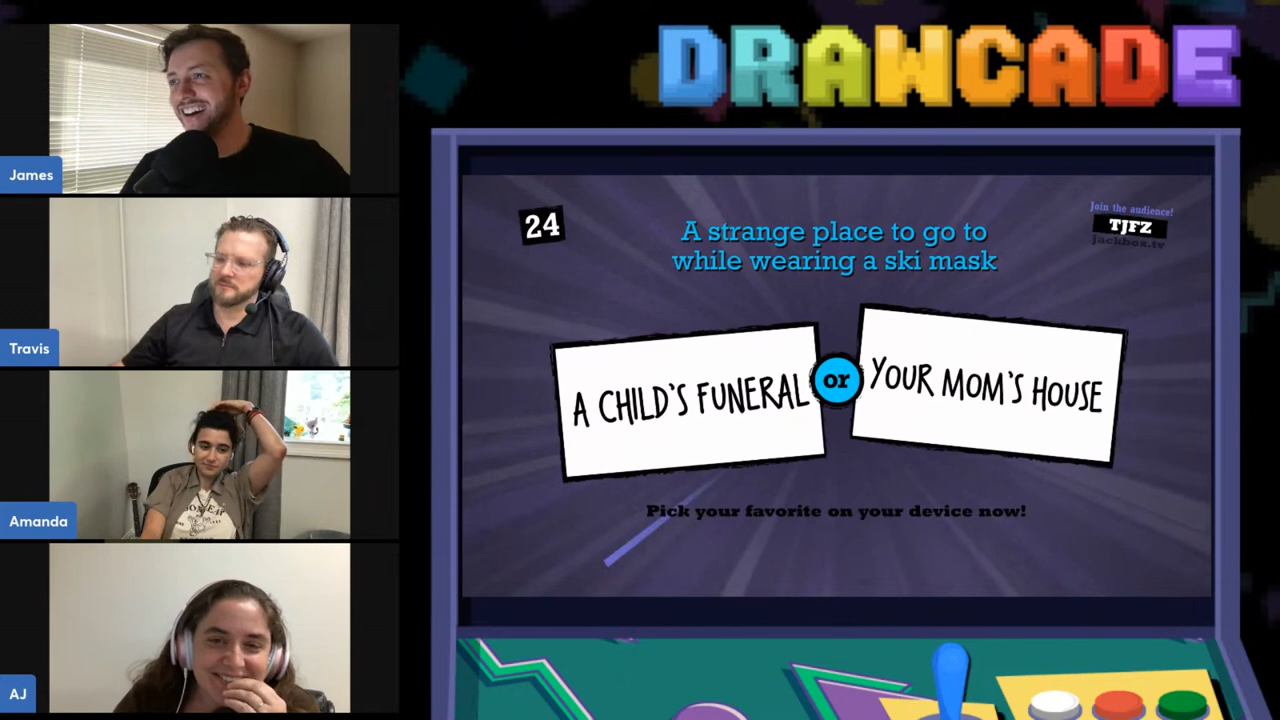 DRAWCADE
James
Travis
Amanda
AJ
24
Join the audience!
TJFZ
jackbox.tv
A strange place to go to
while wearing a ski mask
A CHILD'S FUNERAL
or
YOUR MOM'S HOUSE
Pick your favorite on your device now!